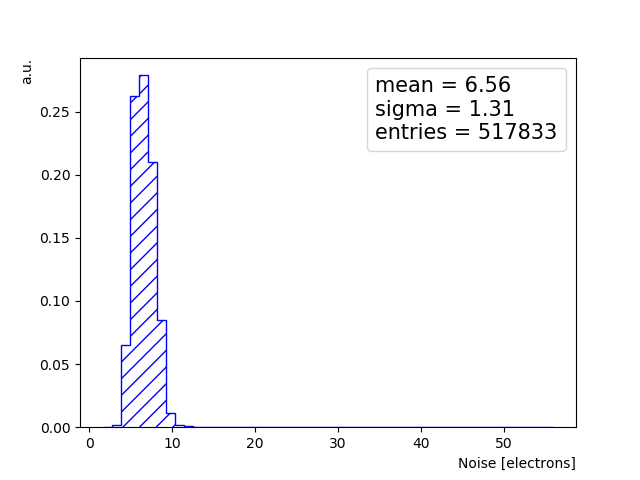 a.u.
mean = 6.56
sigma = 1.31
entries = 517833
0.25
0.20
0.15
0.10
0.05
0.00
0 10 20 30 40 50
Noise [electrons]